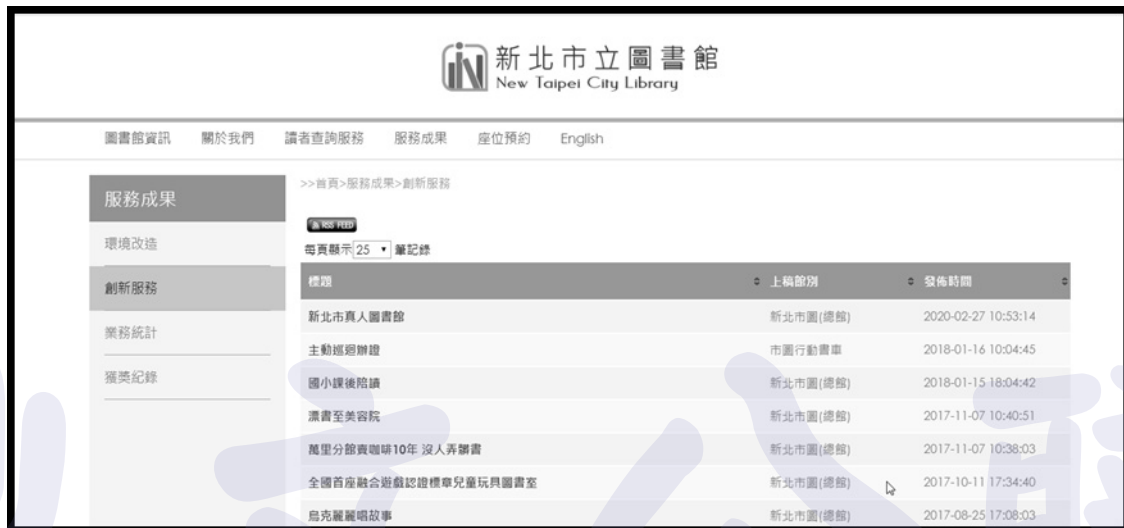 新北市立圖書館
New Taipei City Library
圖書館資訊 關於我們 讀者查詢服務 服務成果 座位預約 English
服務成果
環境改造
創新服務
業務統計
獲獎紀錄
>>首頁>服務成果>創新服務
RSS FEED
每頁顯示 25 筆記錄
標題 上稿館別 發佈時間
新北市真人圖書館 新北市圖(總館) 2020-02-27 10:53:14
主動巡迴辦證 市圖行動書車 2018-01-16 10:04:45
國小課後陪讀 新北市圖(總館) 2018-01-15 18:04:42
漂書至美容院 新北市圖(總館) 2017-11-07 10:40:51
萬里分館賣咖啡10年 沒人弄髒書 新北市圖(總館) 2017-11-07 10:38:03
全國首座融合遊戲認證標章兒童玩具圖書室 新北市圖(總館) 2017-10-11 17:34:40
烏克麗麗唱故事 新北市圖(總館) 2017-08-25 17:08:03